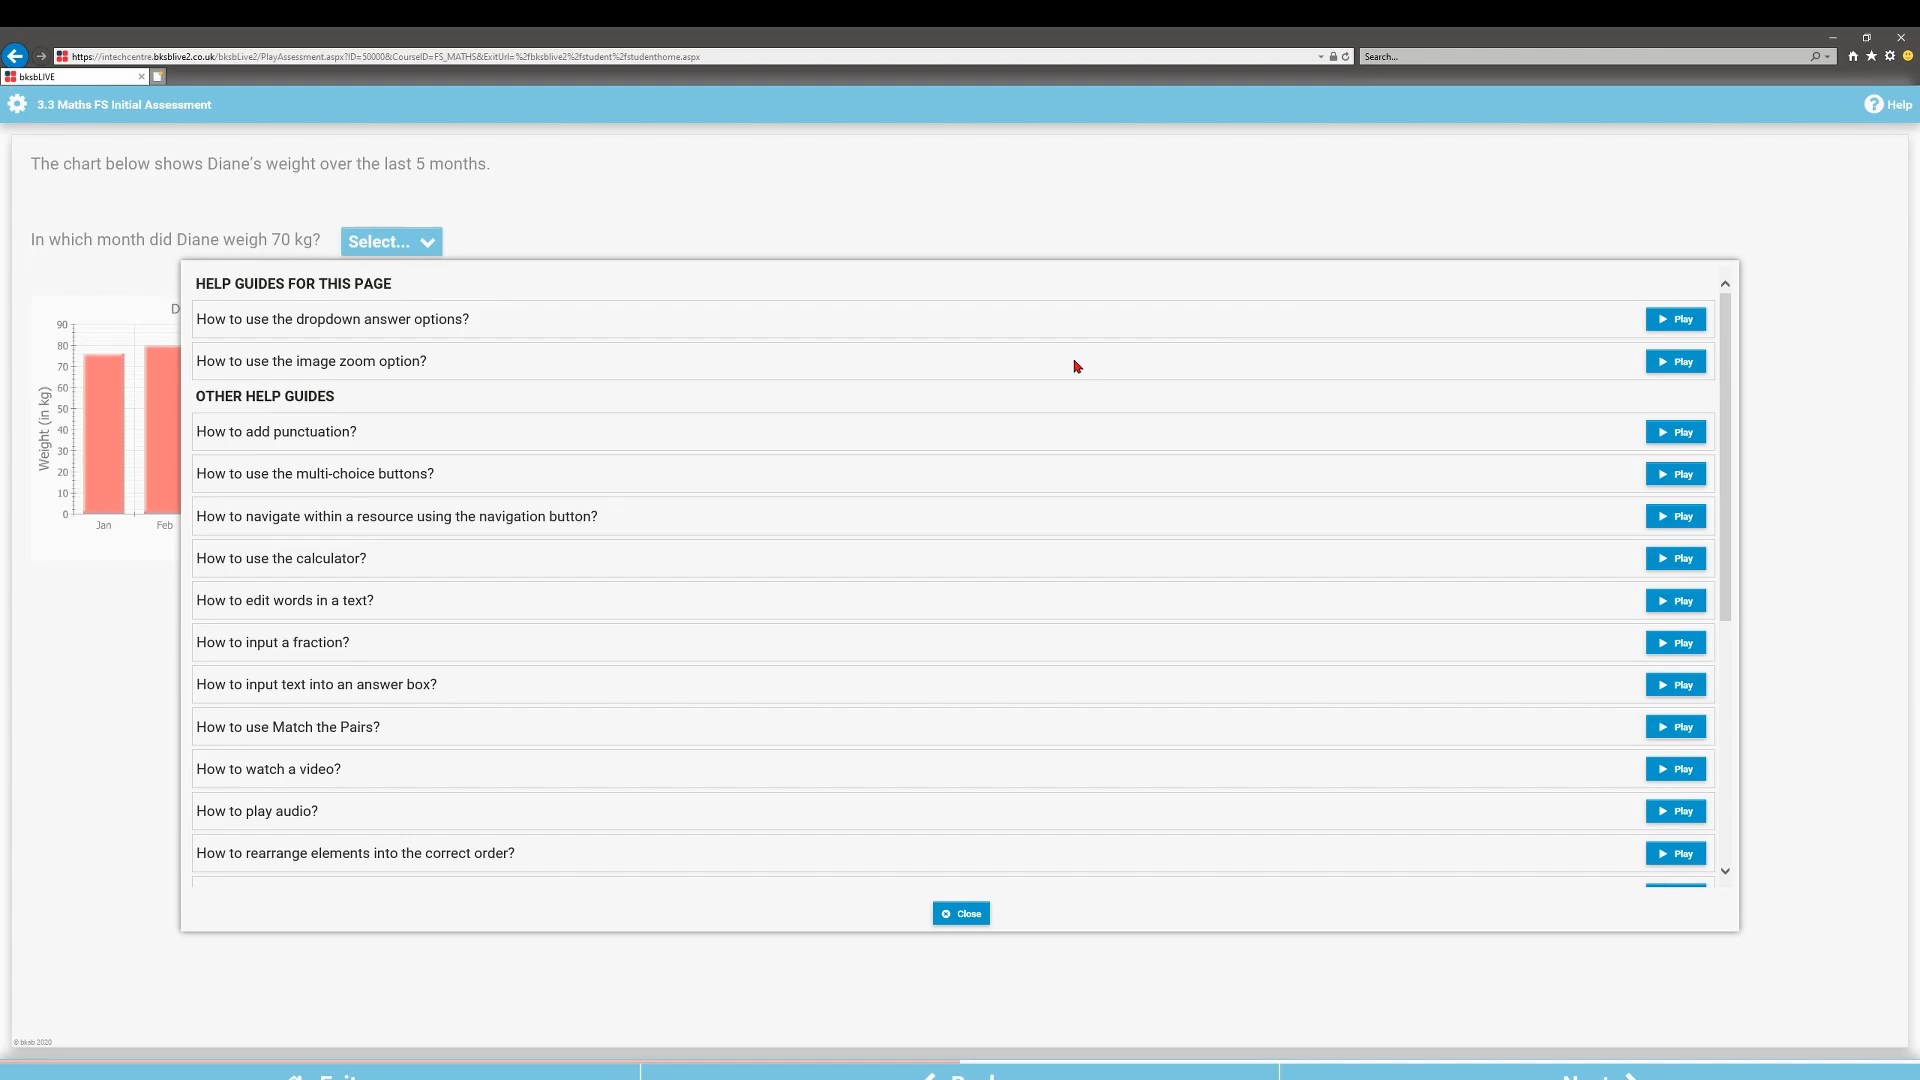 https://intechcentre.bksblive2.co.uk/bksbLive2/PlayAssessment.aspx?ID=50000&CourseID=FS_MATHS&ExitUrl=%2fbksblive2%2fstudent%2fstudenthome.aspx
Search...
bksbLIVE
3.3 Maths FS Initial Assessment
Help
The chart below shows Diane's weight over the last 5 months.
In which month did Diane weigh 70 kg? Select...
HELP GUIDES FOR THIS PAGE
How to use the dropdown answer options? Play
How to use the image zoom option? Play
OTHER HELP GUIDES
How to add punctuation? Play
How to use the multi-choice buttons? Play
How to navigate within a resource using the navigation button? Play
How to use the calculator? Play
How to edit words in a text? Play
How to input a fraction? Play
How to input text into an answer box? Play
How to use Match the Pairs? Play
How to watch a video? Play
How to play audio? Play
How to rearrange elements into the correct order? Play
Close
D
Weight (in kg)
90
80
70
60
50
40
30
20
10
0
Jan Feb
© bksb 2020